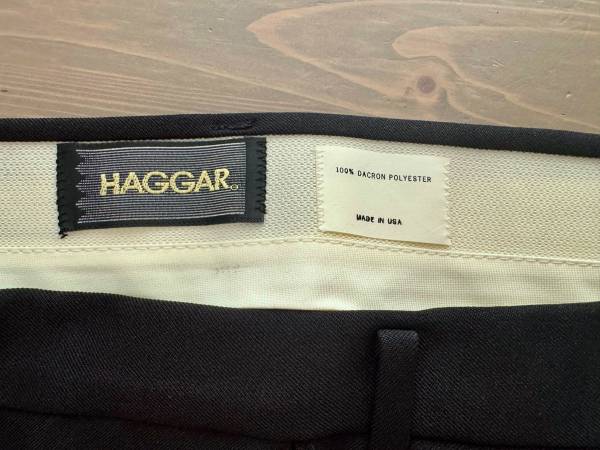 HAGGAR®
100% DACRON POLYESTER
MADE IN USA